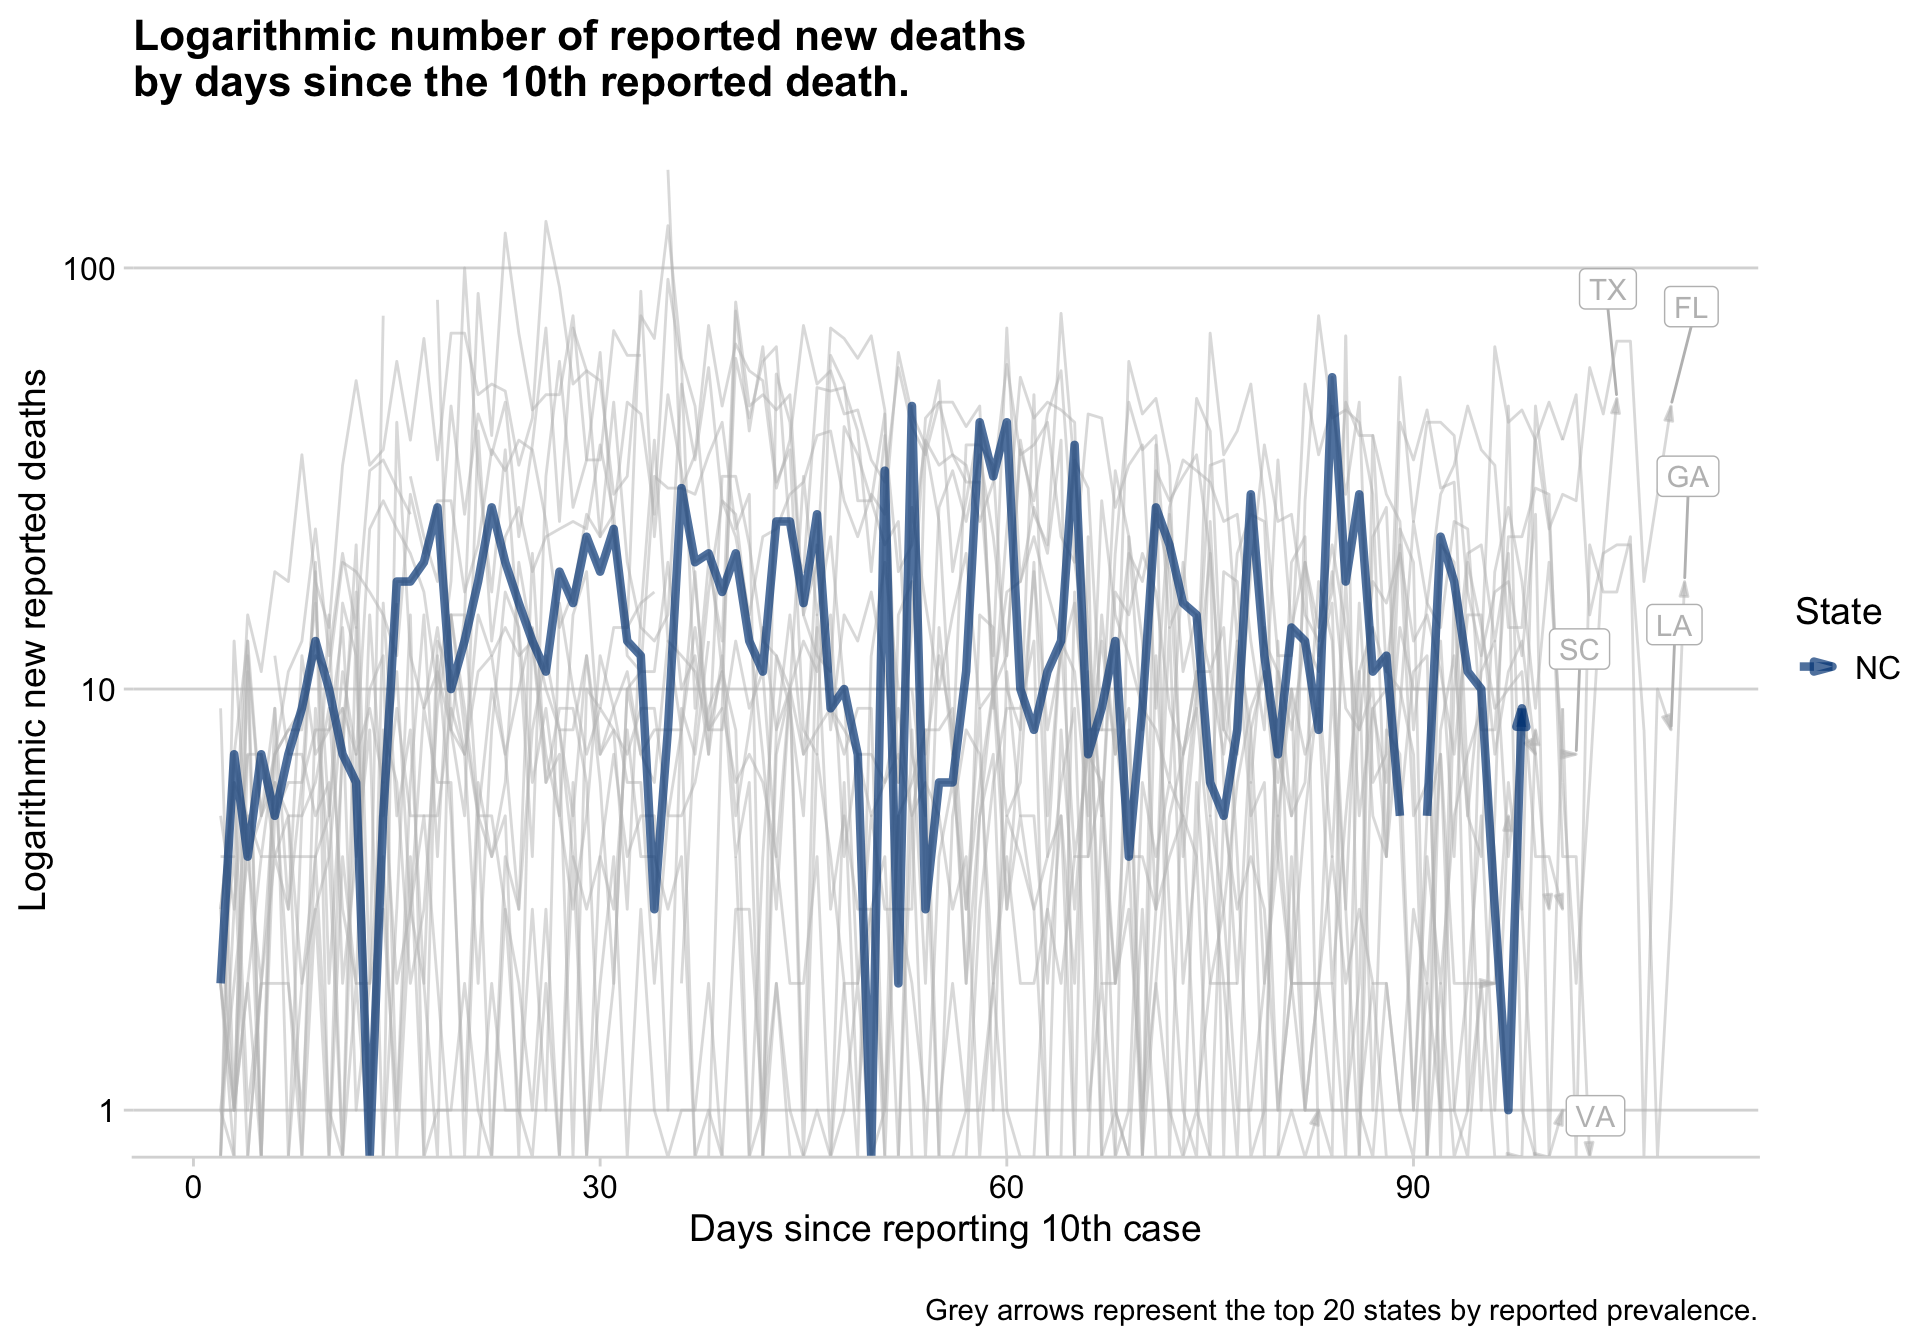 Logarithmic number of reported new deaths
by days since the 10th reported death.
Logarithmic new reported deaths
100
10
1
TX
FL
GA
LA
SC
VA
State
NC
0
30
60
90
Days since reporting 10th case
Grey arrows represent the top 20 states by reported prevalence.